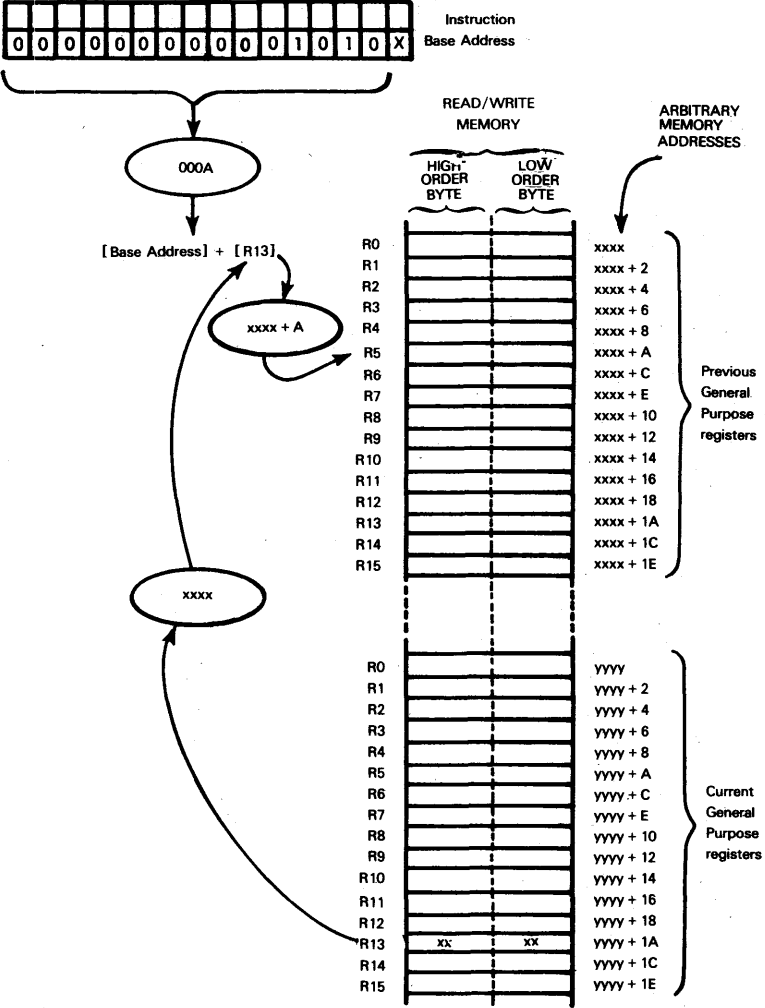 Instruction
0 0 0 0 0 0 0 0 0 0 0 1 0 1 0 X Base Address
000A
[Base Address] + [R13]
xxxx + A
xxxx
READ/WRITE
MEMORY
HIGH
ORDER
BYTE
LOW
ORDER
BYTE
ARBITRARY
MEMORY
ADDRESSES
R0 xxxx
R1 xxxx + 2
R2 xxxx + 4
R3 xxxx + 6
R4 xxxx + 8
R5 xxxx + A
R6 xxxx + C
R7 xxxx + E
R8 xxxx + 10
R9 xxxx + 12
R10 xxxx + 14
R11 xxxx + 16
R12 xxxx + 18
R13 xxxx + 1A
R14 xxxx + 1C
R15 xxxx + 1E
Previous
General
Purpose
registers
R0 yyyy
R1 yyyy + 2
R2 yyyy + 4
R3 yyyy + 6
R4 yyyy + 8
R5 yyyy + A
R6 yyyy + C
R7 yyyy + E
R8 yyyy + 10
R9 yyyy + 12
R10 yyyy + 14
R11 yyyy + 16
R12 yyyy + 18
R13 xx xx yyyy + 1A
R14 yyyy + 1C
R15 yyyy + 1E
Current
General
Purpose
registers